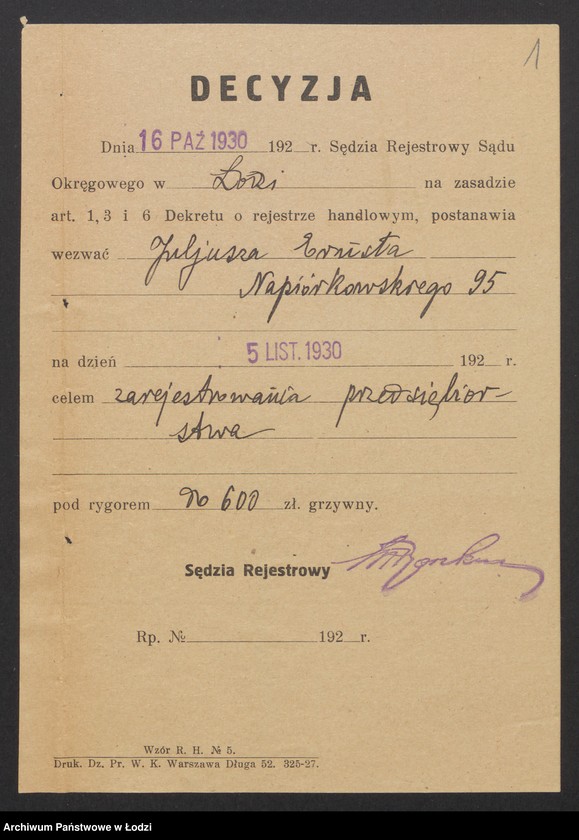 1
DECYZJA
Dnia 16 PAŹ 1930 192 r. Sędzia Rejestrowy Sądu
Okręgowego w Łodzi na zasadzie
art. 1, 3 i 6 Dekretu o rejestrze handlowym, postanawia
wezwać Juljusza Ernsta
Napiórkowskiego 95
na dzień 5 LIST. 1930 192 r.
celem zarejestrowania przedsiębior-
stwa
pod rygorem do 600 zł. grzywny.
Sędzia Rejestrowy
Rp. № 192 r.
Wzór R. H. № 5.
Druk. Dz. Pr. W. K. Warszawa Długa 52. 325-27.
Archiwum Państwowe w Łodzi